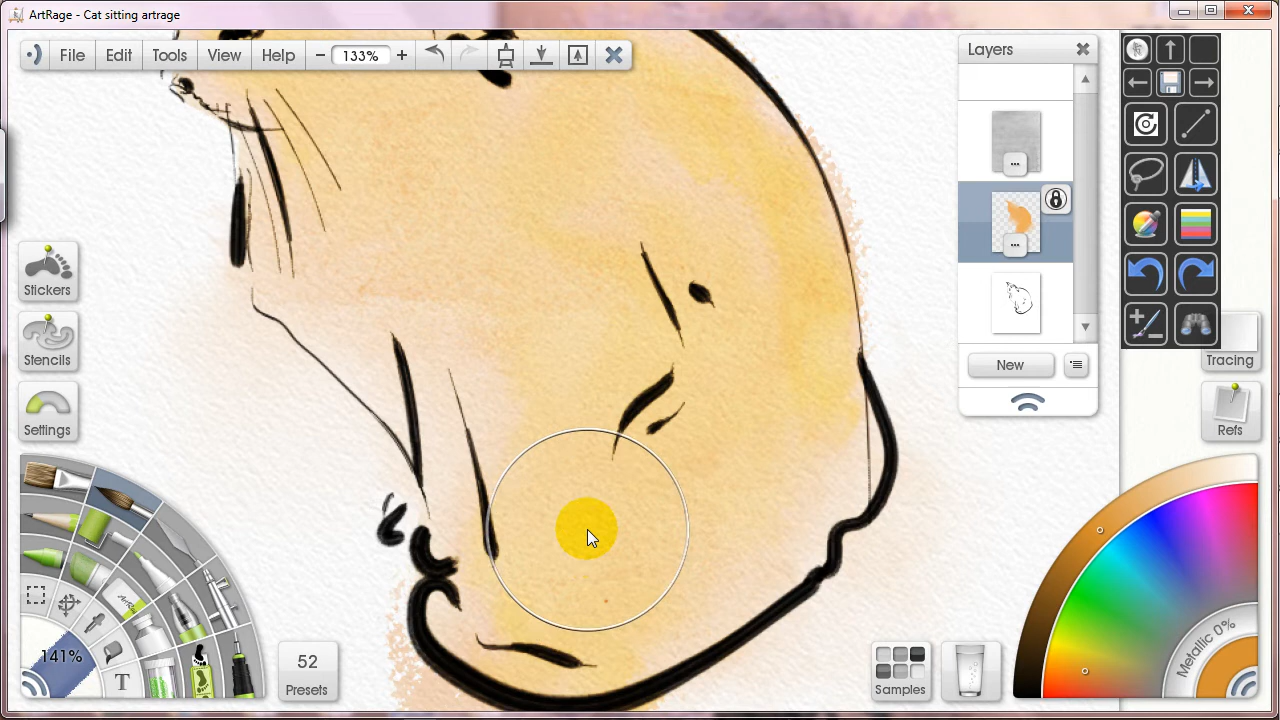 ArtRage - Cat sitting artrage
File Edit Tools View Help − 133% +
Layers
Stickers
Stencils
Settings
New
Tracing
Refs
ArtRage
141%
T
52
Presets
Samples
Metallic 0%